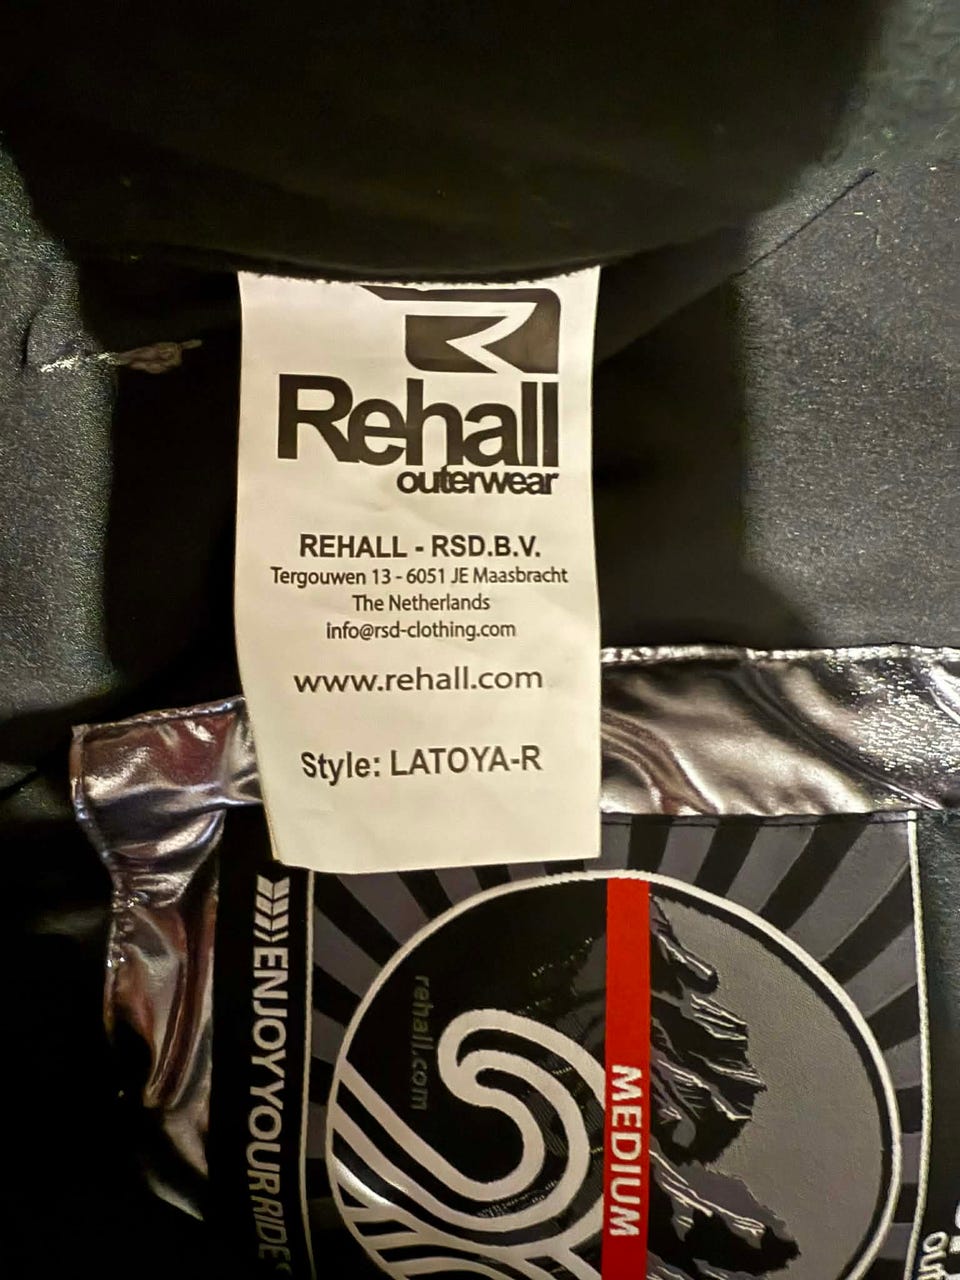 Rehall
outerwear
REHALL - RSD.B.V.
Tergouwen 13 - 6051 JE Maasbracht
The Netherlands
info@rsd-clothing.com
www.rehall.com
Style: LATOYA-R
ENJOYYOURRIDE
rehall.com
MEDIUM